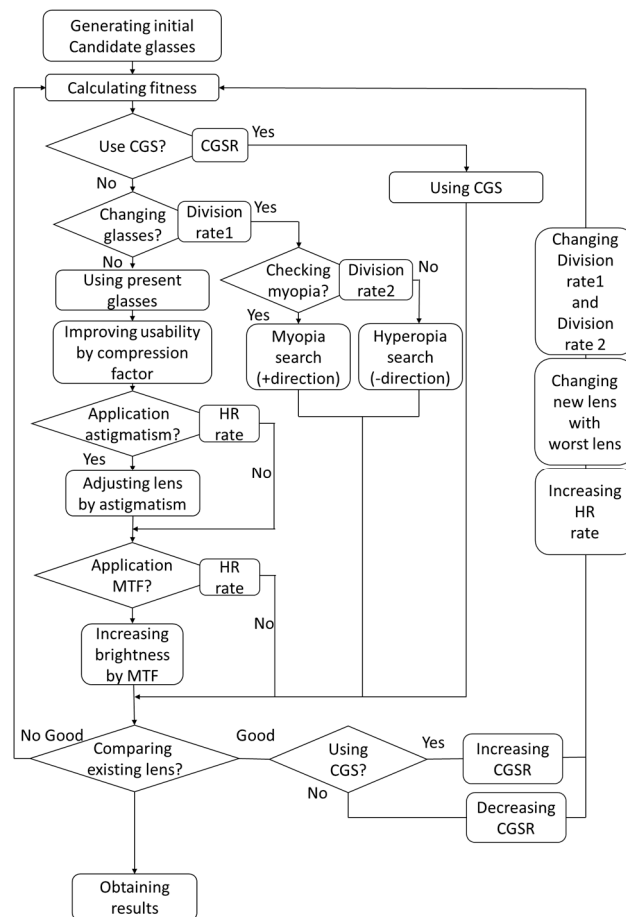 Generating initial
Candidate glasses
Calculating fitness
Use CGS?
CGSR
Yes
No
Using CGS
Changing
glasses?
Division
rate1
Yes
No
Checking
myopia?
Division
rate2
No
Yes
Using present
glasses
Improving usability
by compression
factor
Myopia
search
(+direction)
Hyperopia
search
(-direction)
Changing
Division
rate1
and
Division
rate 2
Changing
new lens
with
worst lens
Increasing
HR
rate
Application
astigmatism?
HR
rate
Yes
No
Adjusting lens
by astigmatism
Application
MTF?
HR
rate
No
Increasing
brightness
by MTF
No Good
Comparing
existing lens?
Good
Using
CGS?
Yes
No
Increasing
CGSR
Decreasing
CGSR
Obtaining
results